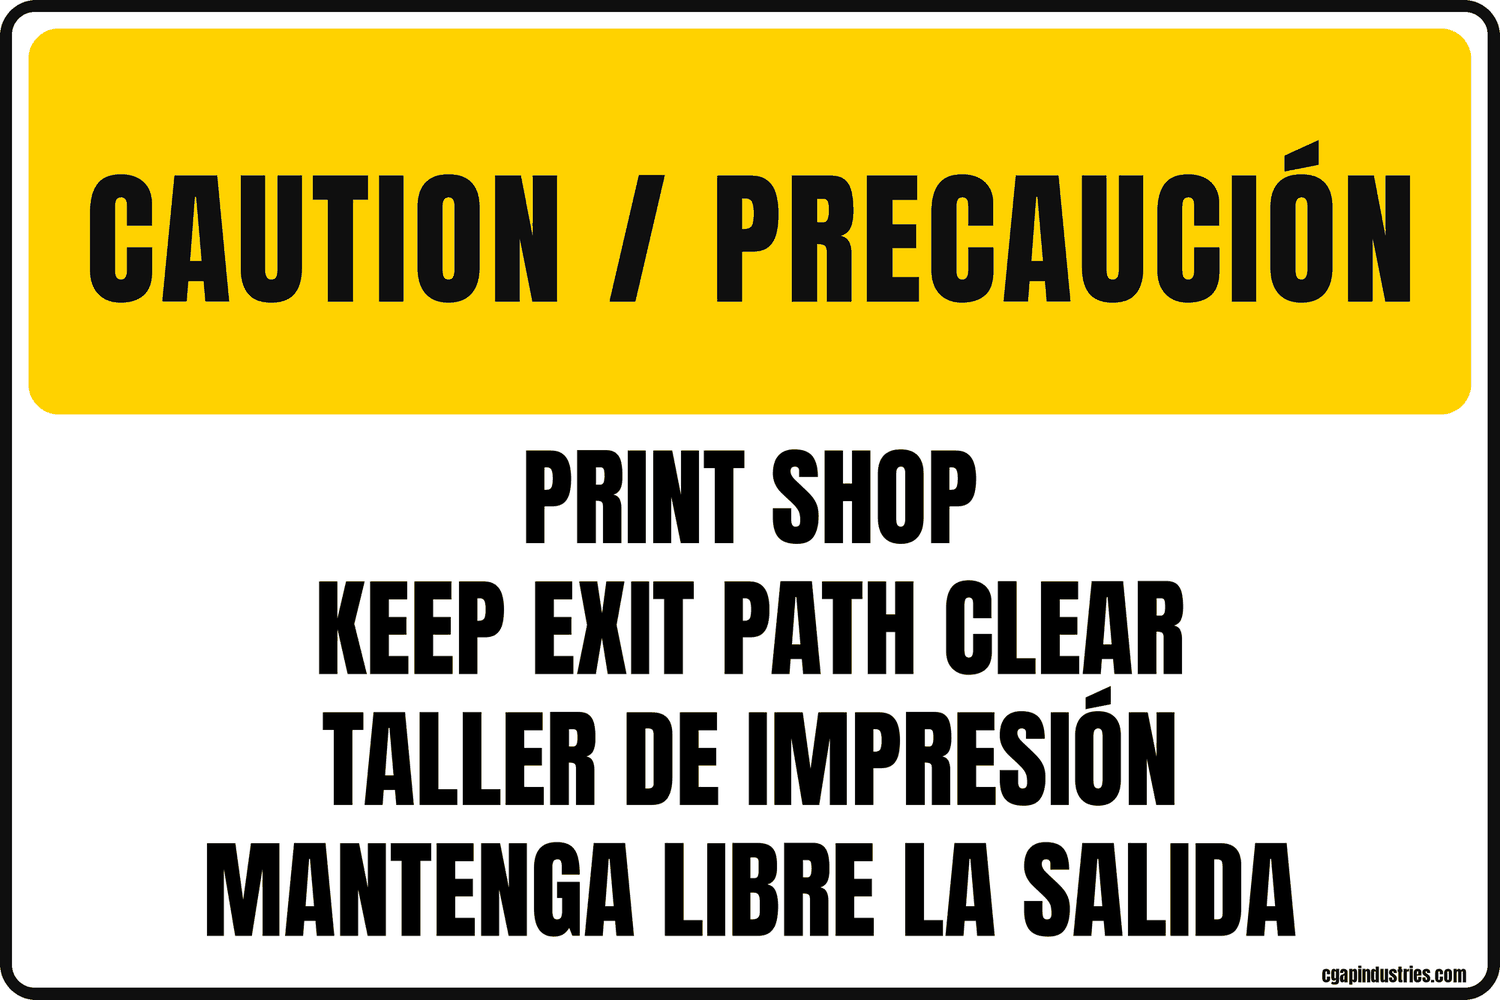 CAUTION / PRECAUCIÓN
PRINT SHOP
KEEP EXIT PATH CLEAR
TALLER DE IMPRESIÓN
MANTENGA LIBRE LA SALIDA
cgapindustries.com